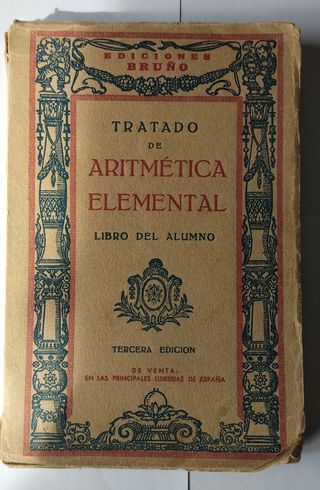 EDICIONES
BRUÑO
TRATADO
DE
ARITMÉTICA
ELEMENTAL
LIBRO DEL ALUMNO
TERCERA EDICION
DE VENTA:
EN LAS PRINCIPALES LIBRERIAS DE ESPAÑA